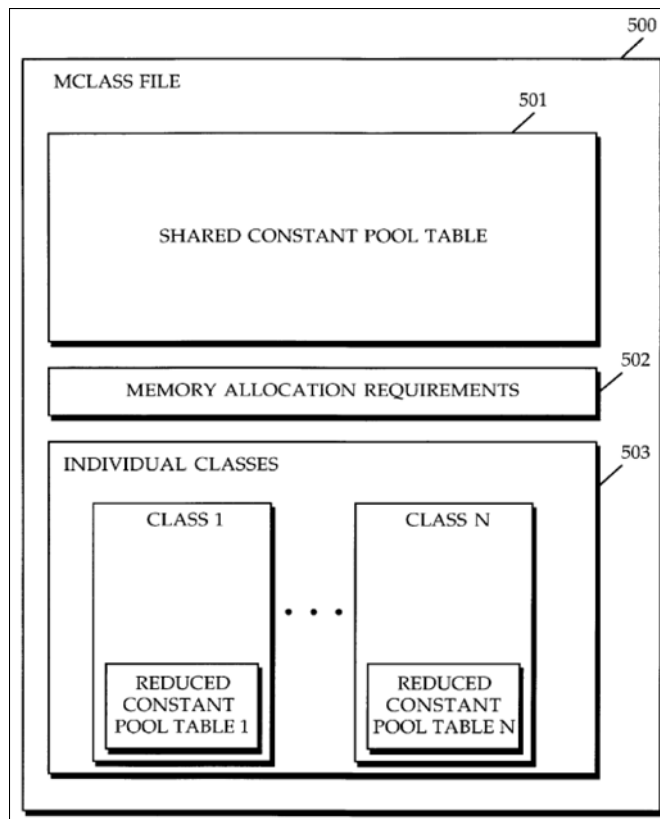 500
MCLASS FILE
501
SHARED CONSTANT POOL TABLE
502
MEMORY ALLOCATION REQUIREMENTS
503
INDIVIDUAL CLASSES
CLASS 1
CLASS N
• • •
REDUCED
CONSTANT
POOL TABLE 1
REDUCED
CONSTANT
POOL TABLE N